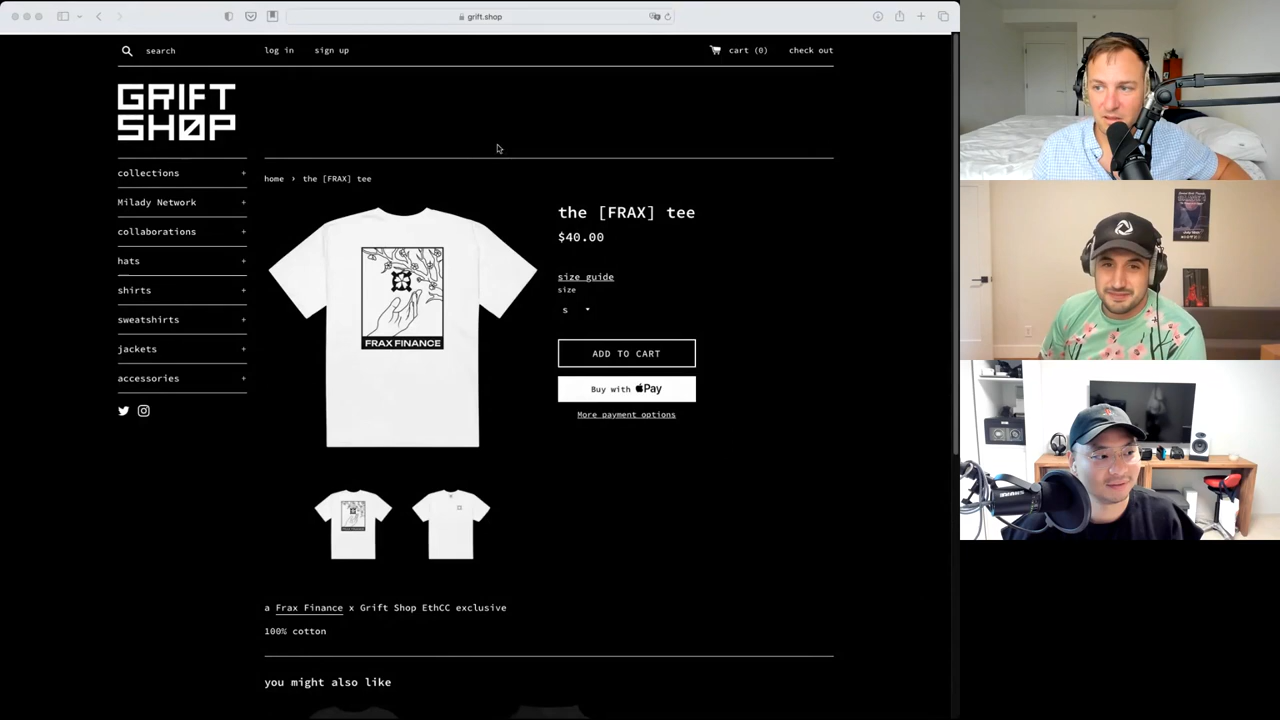 grift.shop
search
log in
sign up
cart (0)
check out
GRIFT
SHOP
collections +
Milady Network +
collaborations +
hats +
shirts +
sweatshirts +
jackets +
accessories +
home › the [FRAX] tee
FRAX FINANCE
the [FRAX] tee
$40.00
size guide
size
s
ADD TO CART
Buy with Pay
More payment options
a Frax Finance x Grift Shop EthCC exclusive
100% cotton
you might also like